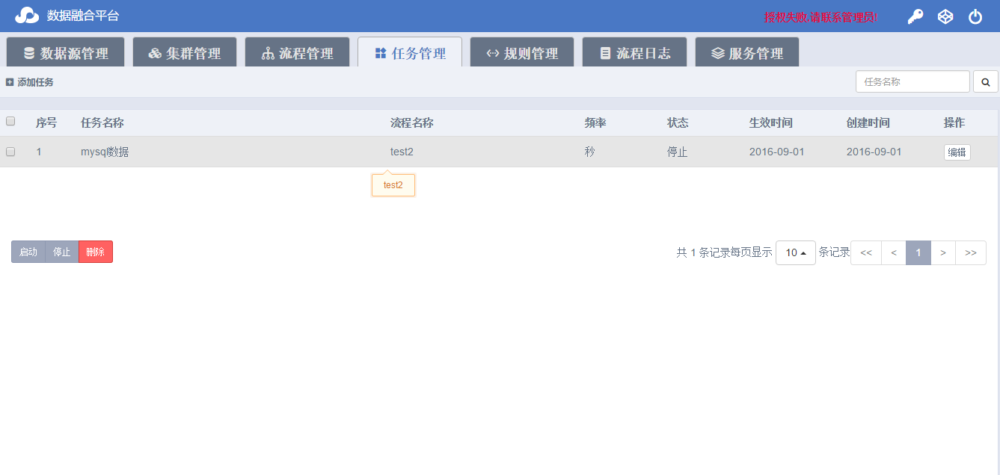 数据融合平台
授权失败,请联系管理员!
数据源管理 集群管理 流程管理 任务管理 规则管理 流程日志 服务管理
添加任务 任务名称
序号 任务名称 流程名称 频率 状态 生效时间 创建时间 操作
1 mysql数据 test2 秒 停止 2016-09-01 2016-09-01 编辑
test2
启动 停止 删除 共 1 条记录每页显示 10 条记录 << < 1 > >>